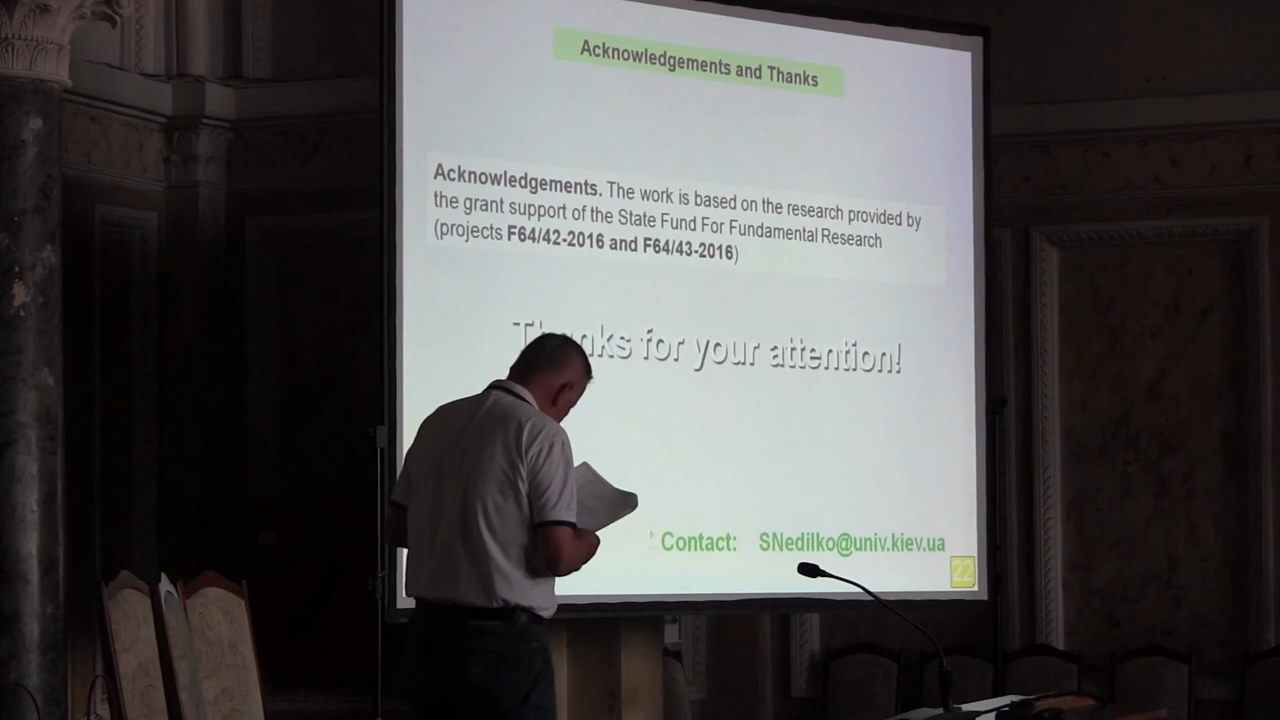 Acknowledgements and Thanks
Acknowledgements. The work is based on the research provided by
the grant support of the State Fund For Fundamental Research
(projects F64/42-2016 and F64/43-2016)
Thanks for your attention!
Contact: SNedilko@univ.kiev.ua
22